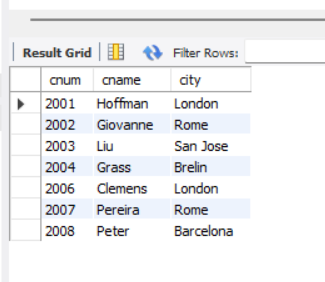 Result Grid Filter Rows:
cnum cname city
2001 Hoffman London
2002 Giovanne Rome
2003 Liu San Jose
2004 Grass Brelin
2006 Clemens London
2007 Pereira Rome
2008 Peter Barcelona